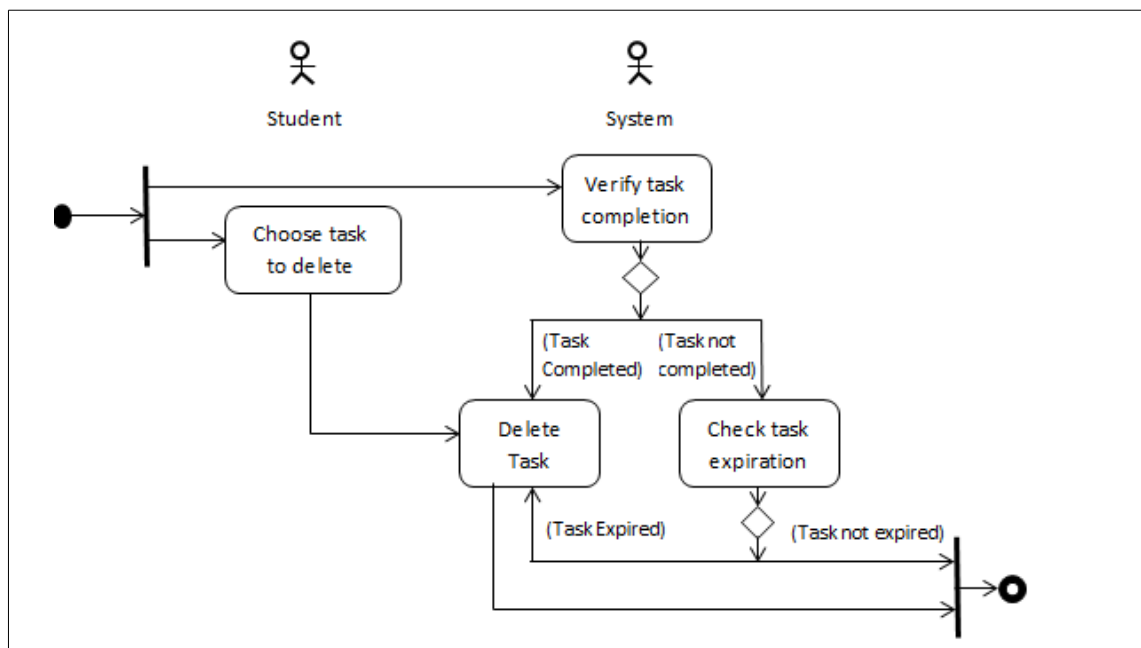 Student
System
Verify task
completion
Choose task
to delete
(Task
Completed)
(Task not
completed)
Delete
Task
Check task
expiration
(Task Expired)
(Task not expired)